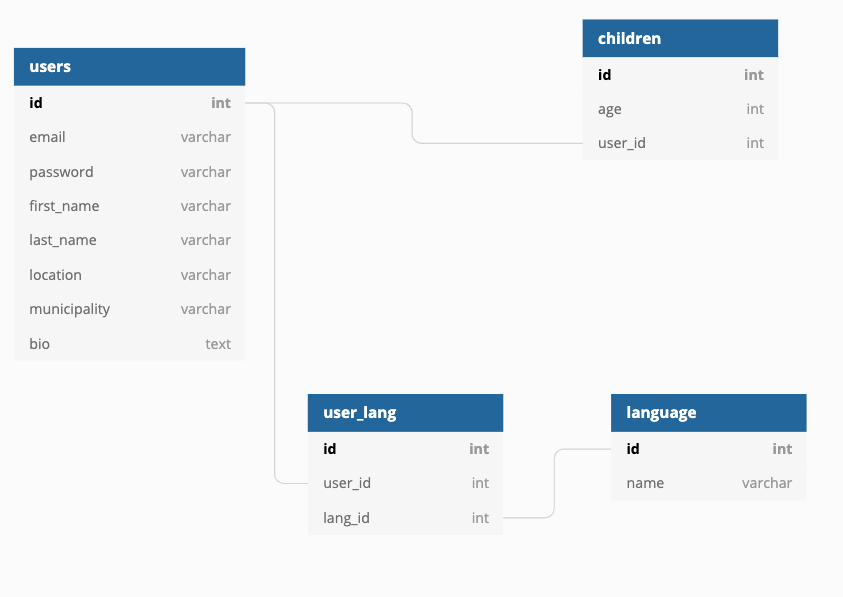 users
id int
email varchar
password varchar
first_name varchar
last_name varchar
location varchar
municipality varchar
bio text
children
id int
age int
user_id int
user_lang
id int
user_id int
lang_id int
language
id int
name varchar